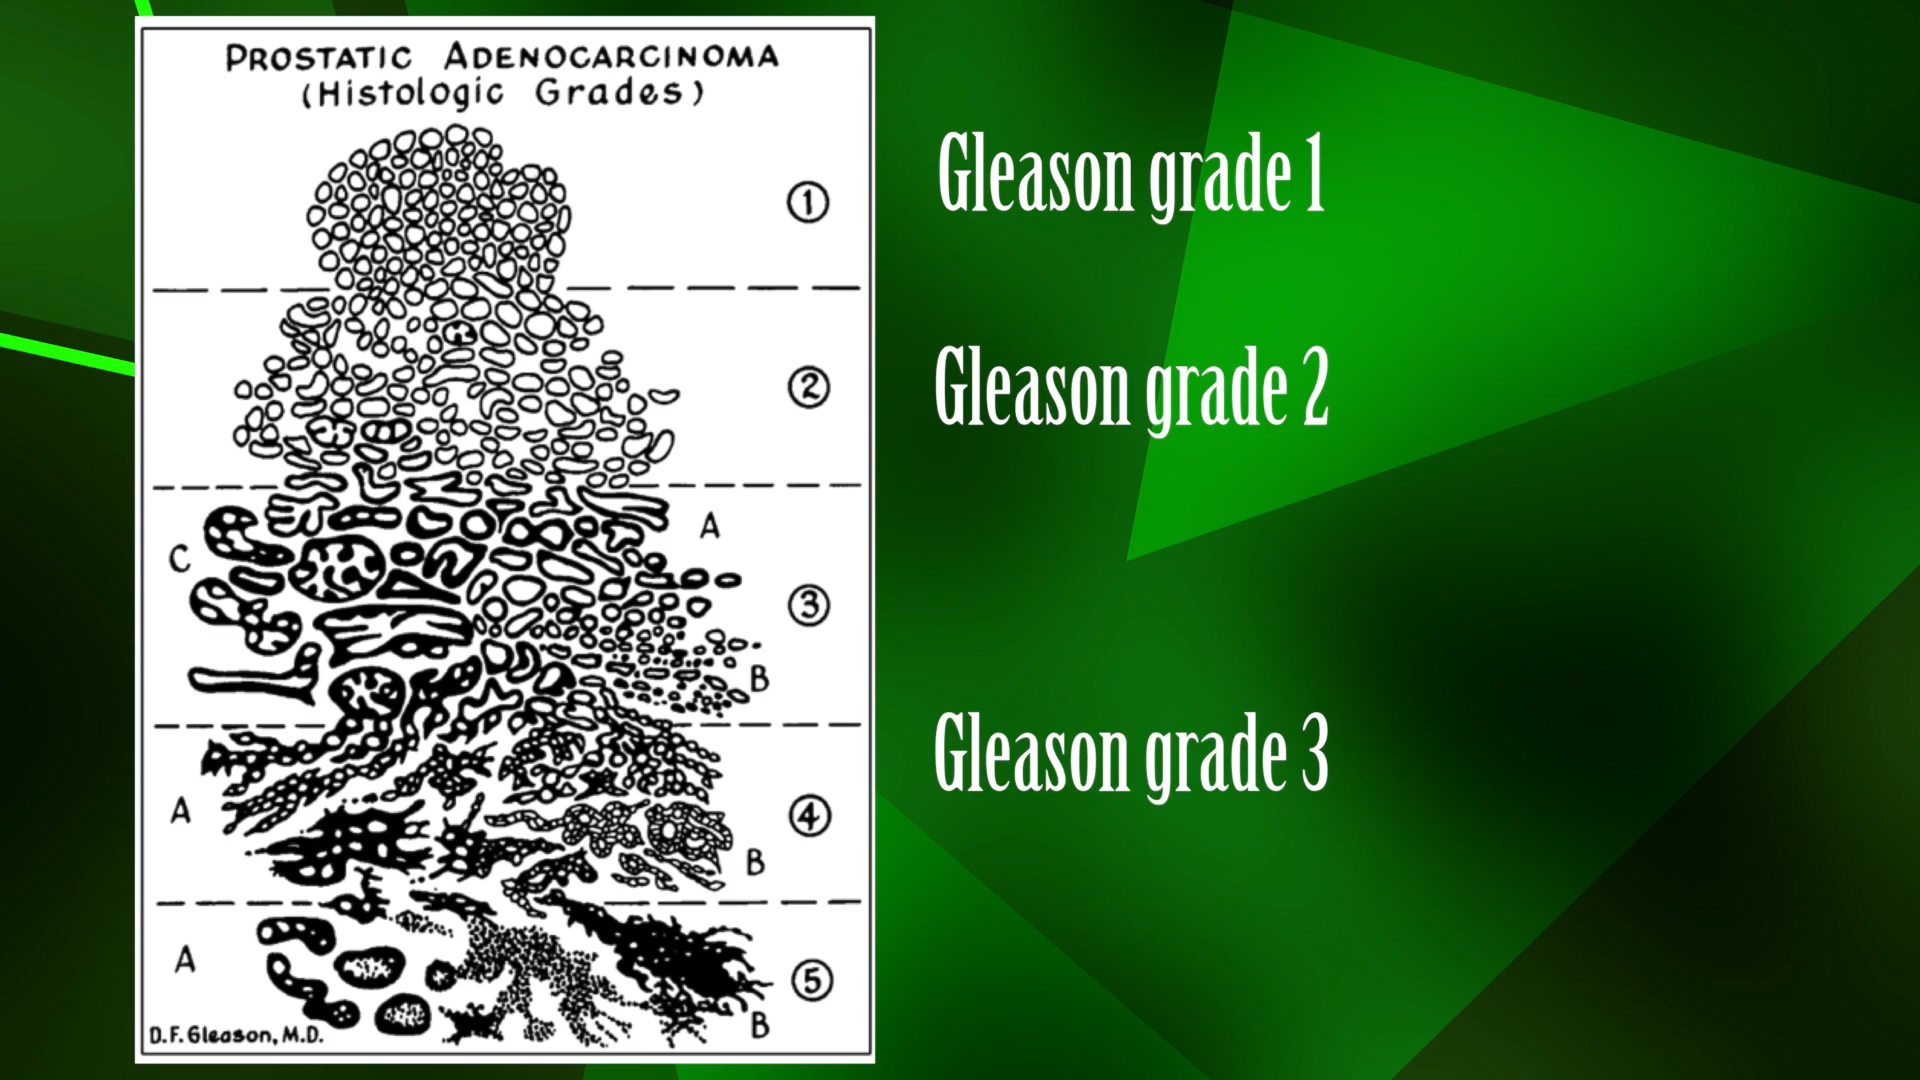 PROSTATIC ADENOCARCINOMA
(Histologic Grades)
1
2
A
C
3
B
4
A
B
A
5
B
D.F. Gleason, M.D.
Gleason grade 1
Gleason grade 2
Gleason grade 3